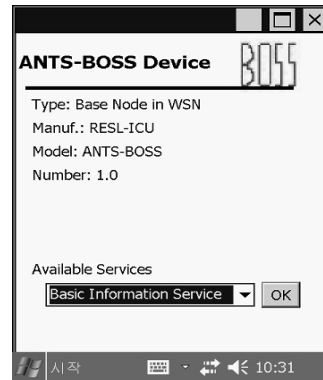 ANTS-BOSS Device
BOSS
Type: Base Node in WSN
Manuf.: RESL-ICU
Model: ANTS-BOSS
Number: 1.0
Available Services
Basic Information Service
OK
시작
10:31